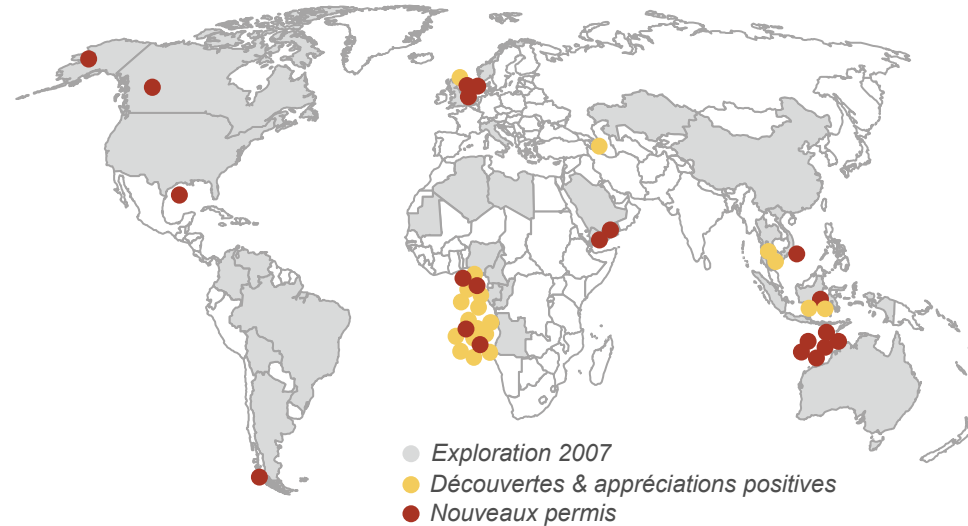 Exploration 2007
Découvertes & appréciations positives
Nouveaux permis